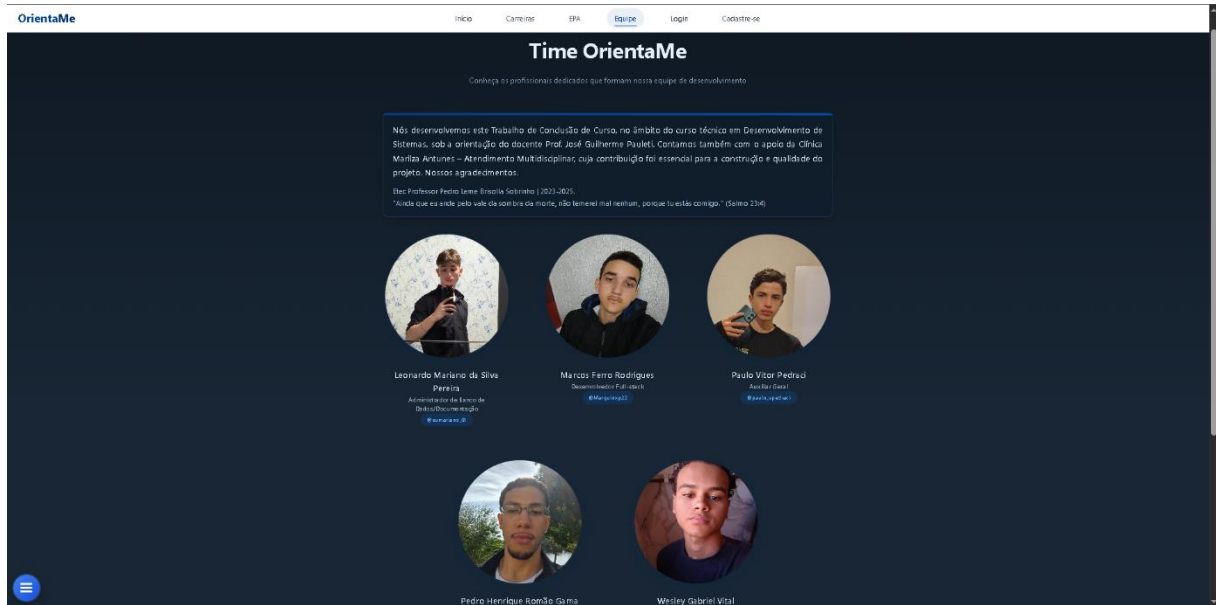 OrientaMe
Início Carreiras EPA Equipe Login Cadastre-se
Time OrientaMe
Conheça os profissionais dedicados que formam nossa equipe de desenvolvimento
Nós desenvolvemos este Trabalho de Conclusão de Curso, no âmbito do curso técnico em Desenvolvimento de
Sistemas, sob a orientação do docente Prof. José Guilherme Pauleti. Contamos também com o apoio da Clínica
Mariza Antunes – Atendimento Multidisciplinar, cuja contribuição foi essencial para a construção e qualidade do
projeto. Nossos agradecimentos.
Etec Professor Pedro Leme Brisolla Sobrinho | 2023-2025.
"Ainda que eu ande pelo vale da sombra da morte, não temerei mal nenhum, porque tu estás comigo." (Salmo 23:4)
Leonardo Mariano da Silva
Pereira
Administrador de Banco de
Dados/Documentação
Marcos Ferro Rodrigues
Desenvolvedor Full-stack
Paulo Vitor Pedraci
Auxiliar Geral
Pedro Henrique Romão Gama
Wesley Gabriel Vital